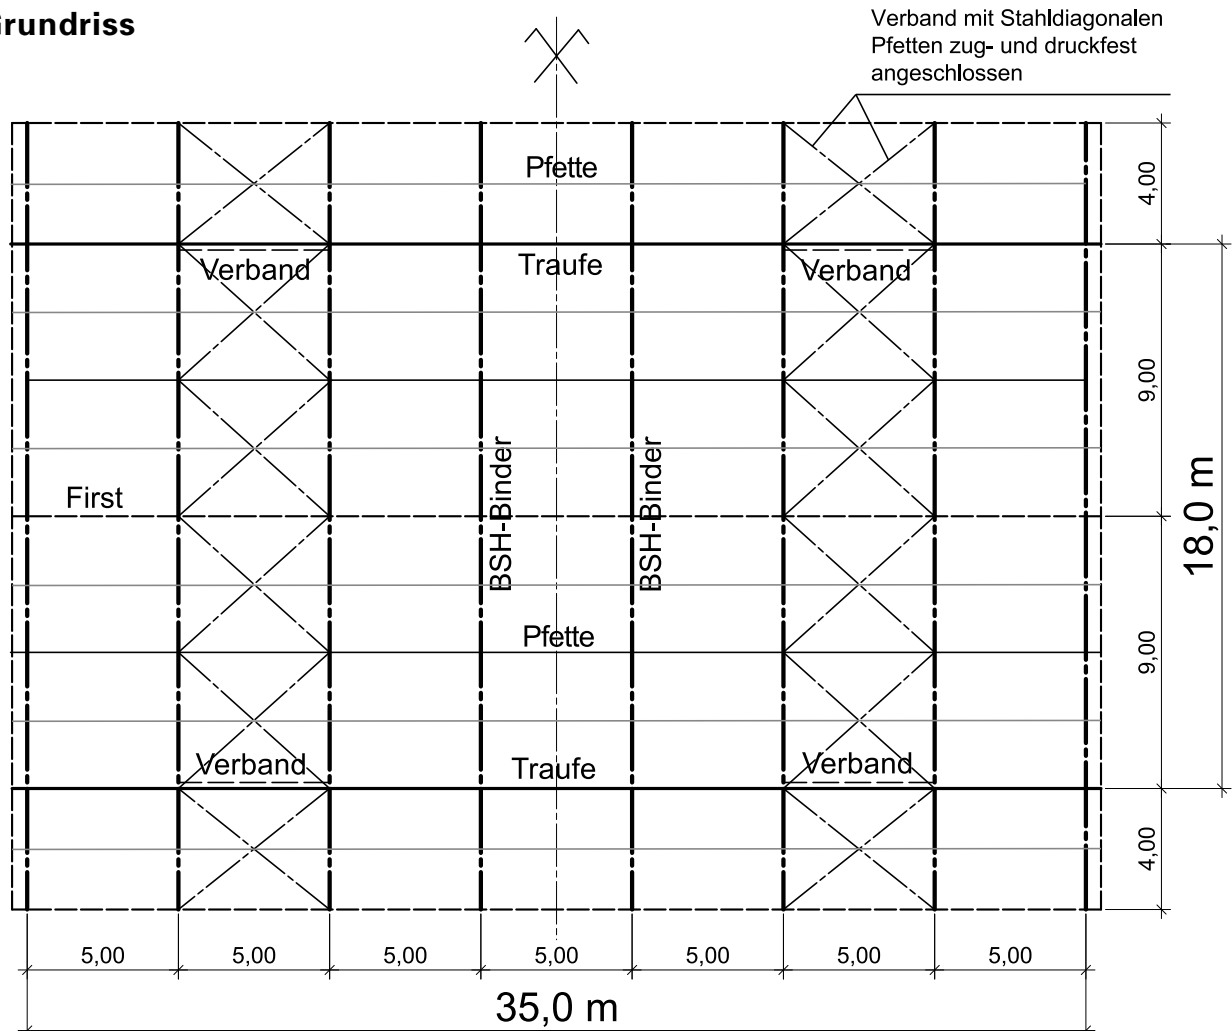 Grundriss
Verband mit Stahldiagonalen
Pfetten zug- und druckfest
angeschlossen
Pfette
4,00
Verband
Traufe
Verband
9,00
BSH-Binder
BSH-Binder
First
18,0 m
Pfette
9,00
Verband
Traufe
Verband
4,00
5,00
5,00
5,00
5,00
5,00
5,00
5,00
35,0 m